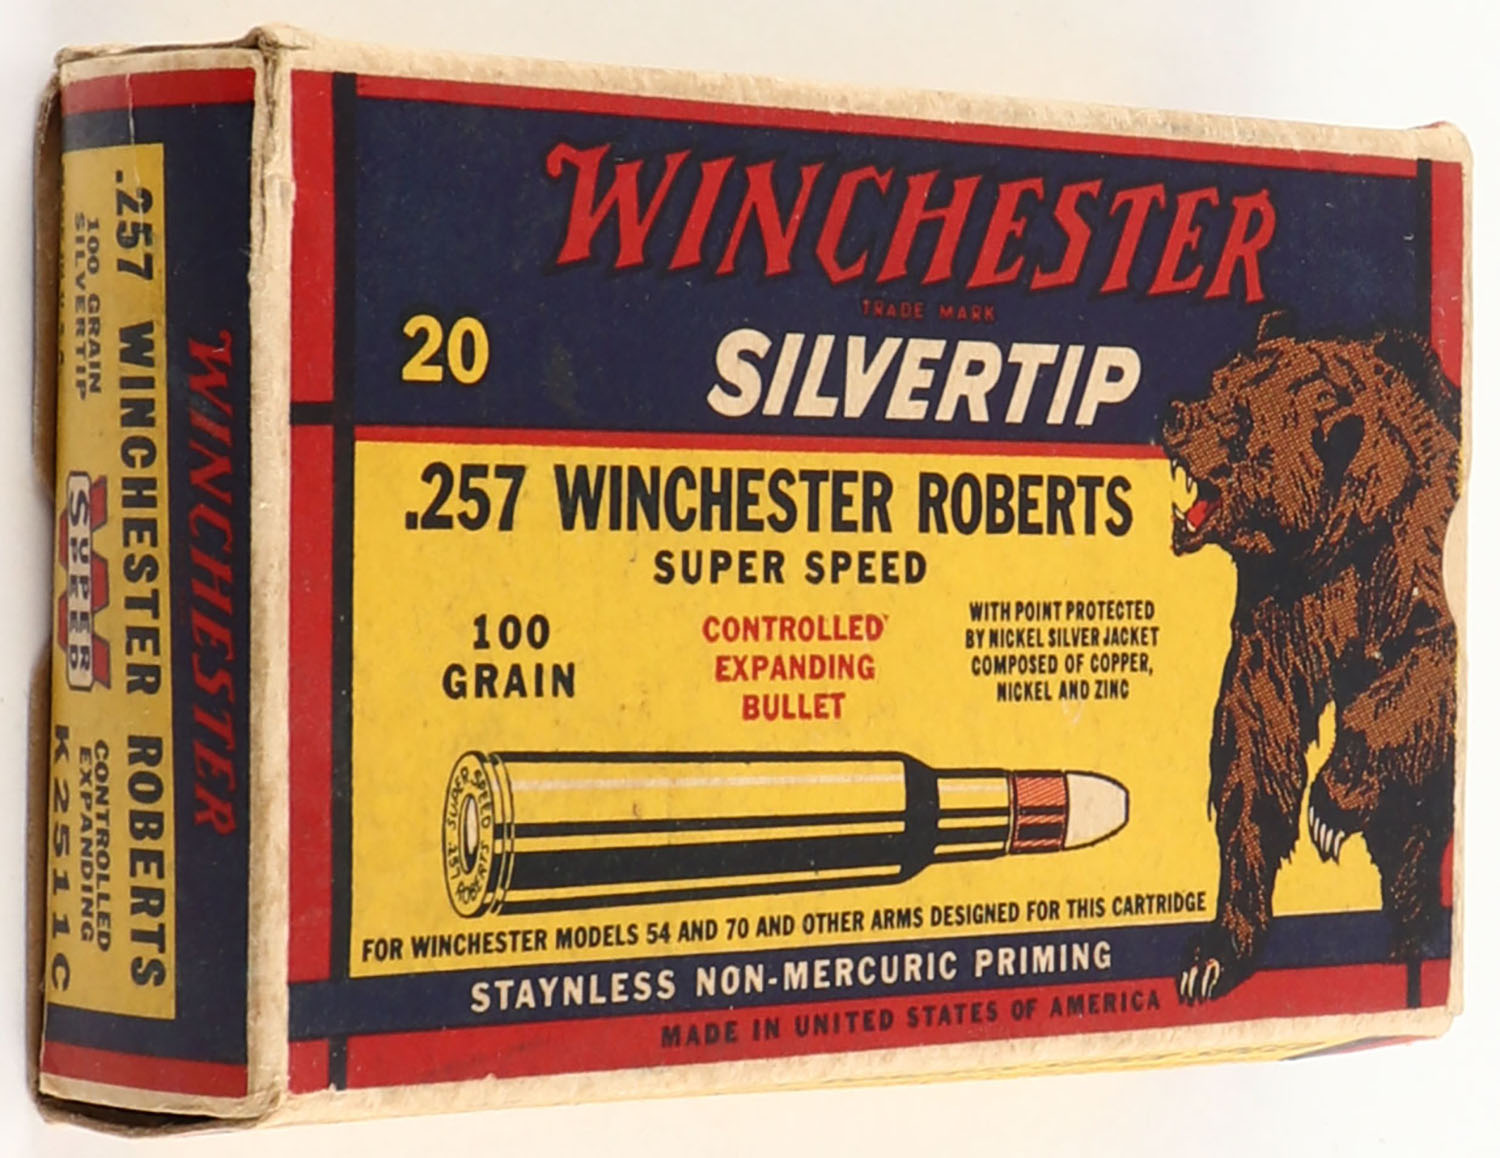 WINCHESTER
TRADE MARK
SILVERTIP
20
.257 WINCHESTER ROBERTS
SUPER SPEED
100
GRAIN
CONTROLLED
EXPANDING
BULLET
WITH POINT PROTECTED
BY NICKEL SILVER JACKET
COMPOSED OF COPPER,
NICKEL AND ZINC
SUPER SPEED
.257
ROBERTS
FOR WINCHESTER MODELS 54 AND 70 AND OTHER ARMS DESIGNED FOR THIS CARTRIDGE
STAYNLESS NON-MERCURIC PRIMING
MADE IN UNITED STATES OF AMERICA
WINCHESTER
.257 WINCHESTER ROBERTS
100 GRAIN
SILVERTIP
SUPER
SPEED
CONTROLLED
EXPANDING
K2511C